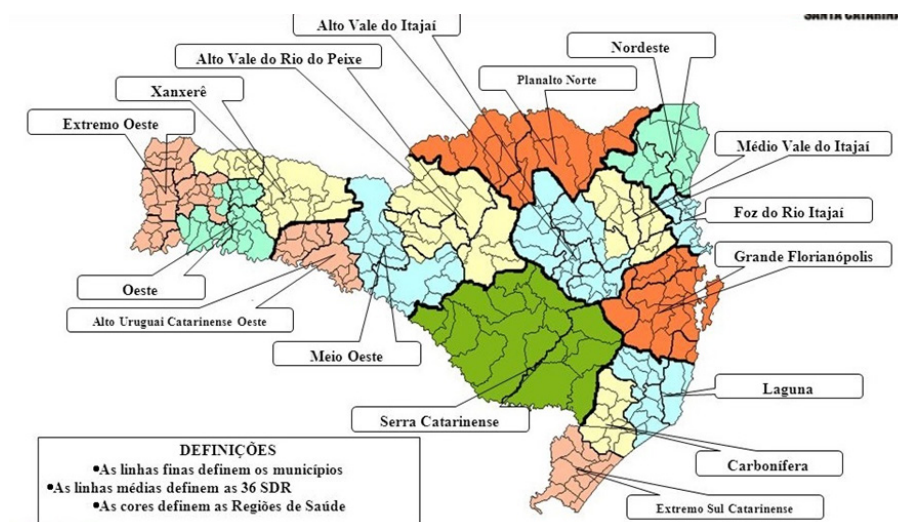 SANTA CATARINA
Alto Vale do Itajaí
Nordeste
Alto Vale do Rio do Peixe
Planalto Norte
Xanxerê
Extremo Oeste
Médio Vale do Itajaí
Foz do Rio Itajaí
Grande Florianópolis
Oeste
Alto Uruguai Catarinense Oeste
Meio Oeste
Laguna
Serra Catarinense
Carbonífera
Extremo Sul Catarinense
DEFINIÇÕES
•As linhas finas definem os municípios
•As linhas médias definem as 36 SDR
•As cores definem as Regiões de Saúde